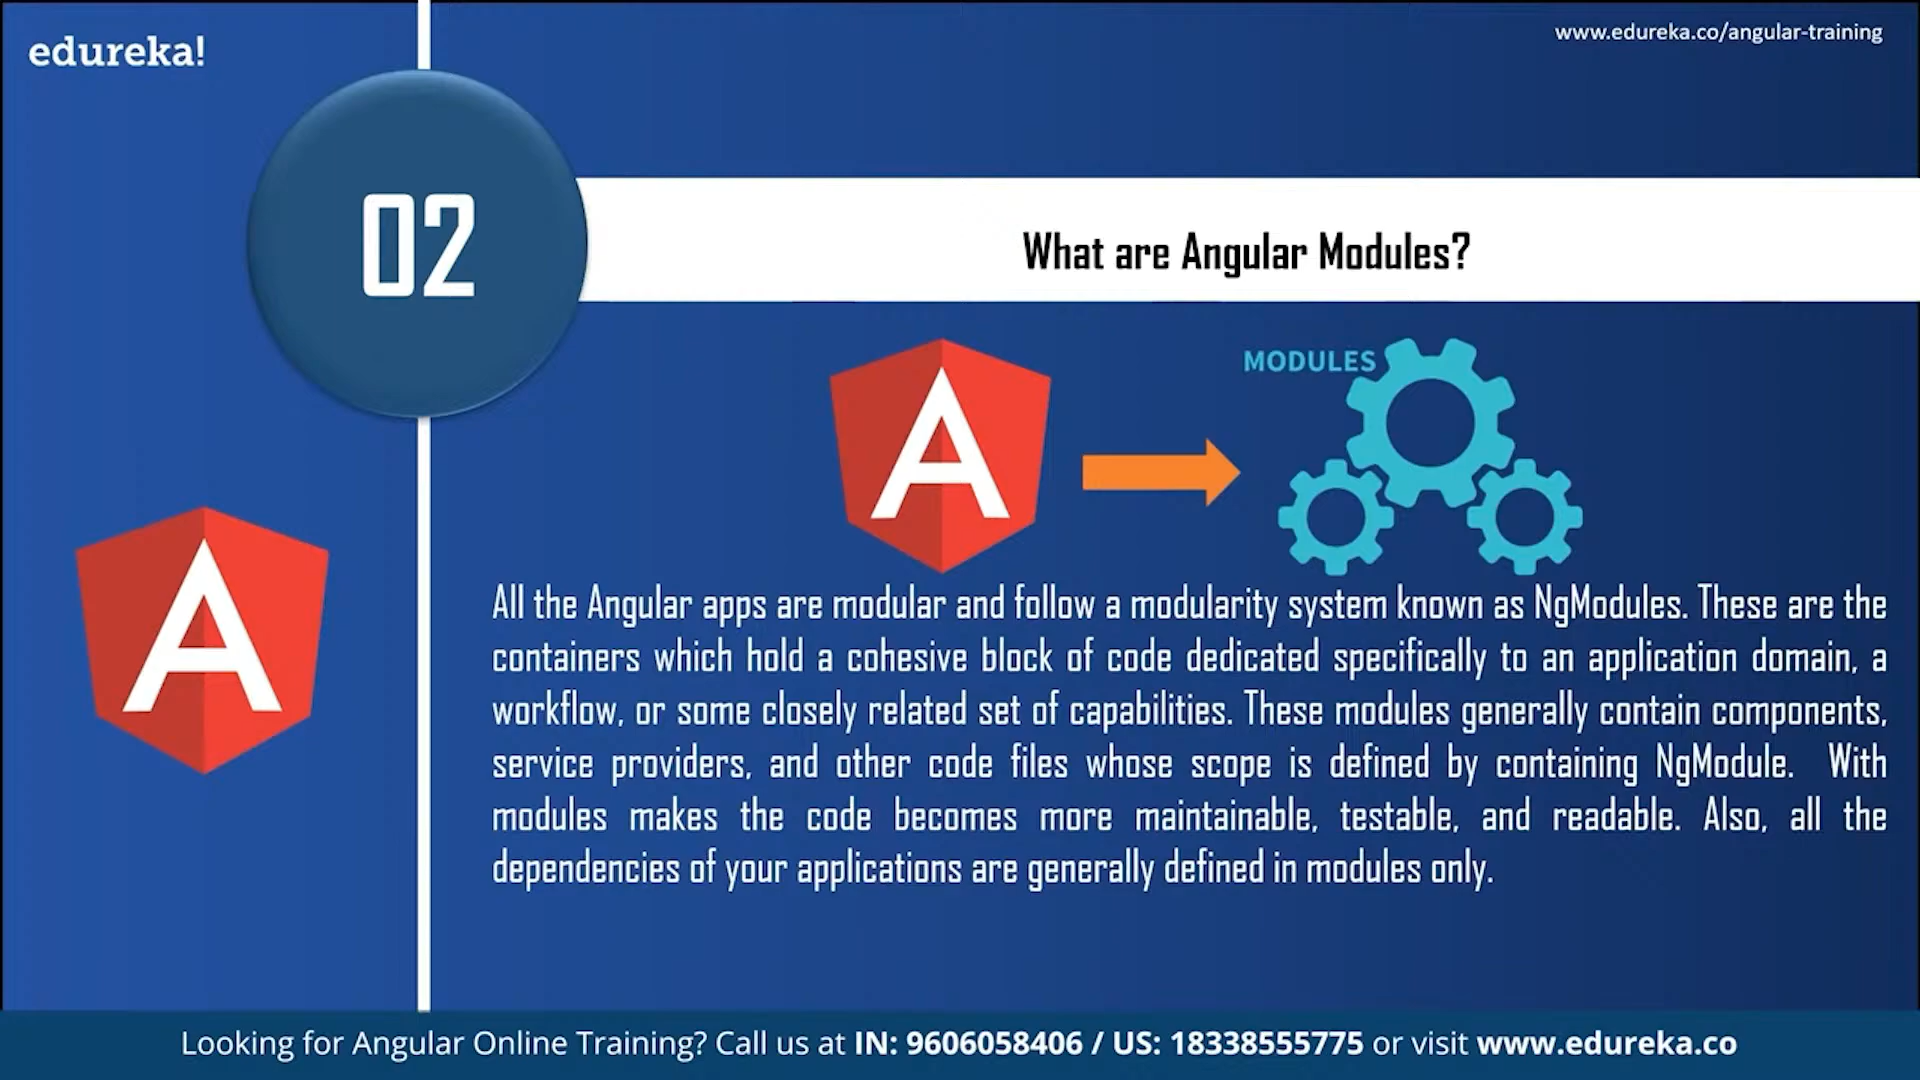 edureka!
www.edureka.co/angular-training
02
What are Angular Modules?
MODULES
All the Angular apps are modular and follow a modularity system known as NgModules. These are the
containers which hold a cohesive block of code dedicated specifically to an application domain, a
workflow, or some closely related set of capabilities. These modules generally contain components,
service providers, and other code files whose scope is defined by containing NgModule. With
modules makes the code becomes more maintainable, testable, and readable. Also, all the
dependencies of your applications are generally defined in modules only.
Looking for Angular Online Training? Call us at IN: 9606058406 / US: 18338555775 or visit www.edureka.co